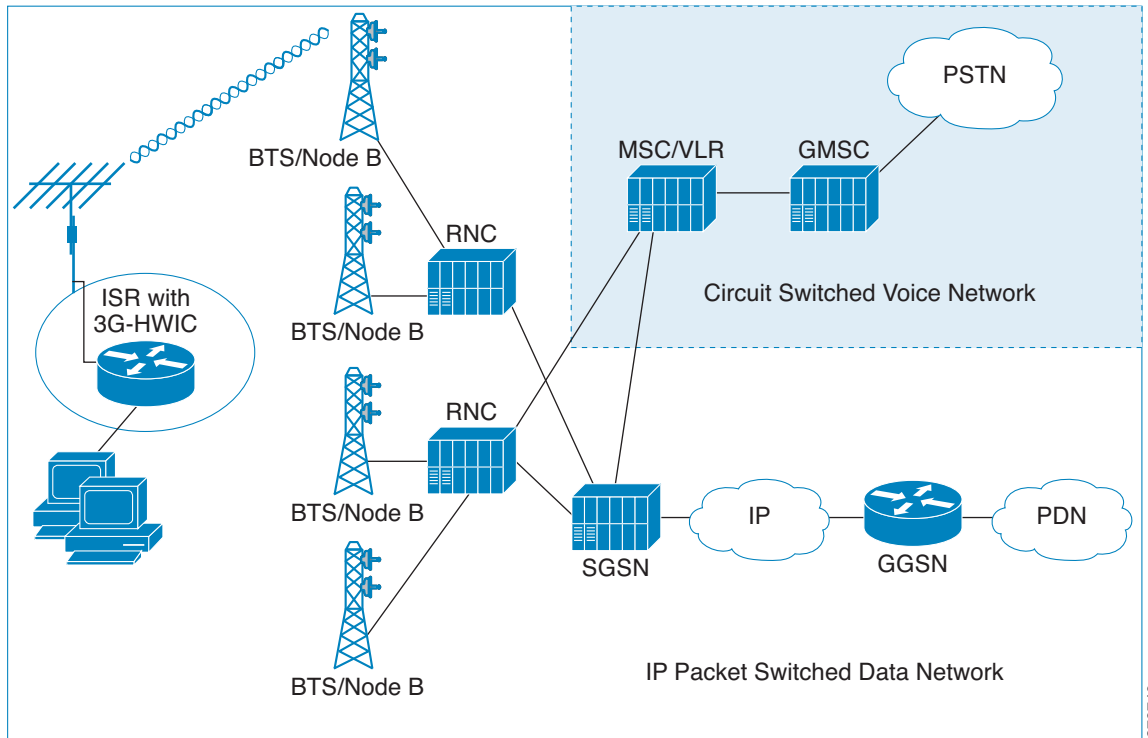 PSTN
BTS/Node B
MSC/VLR
GMSC
RNC
Circuit Switched Voice Network
ISR with
3G-HWIC
BTS/Node B
RNC
BTS/Node B
IP
PDN
SGSN
GGSN
BTS/Node B
IP Packet Switched Data Network